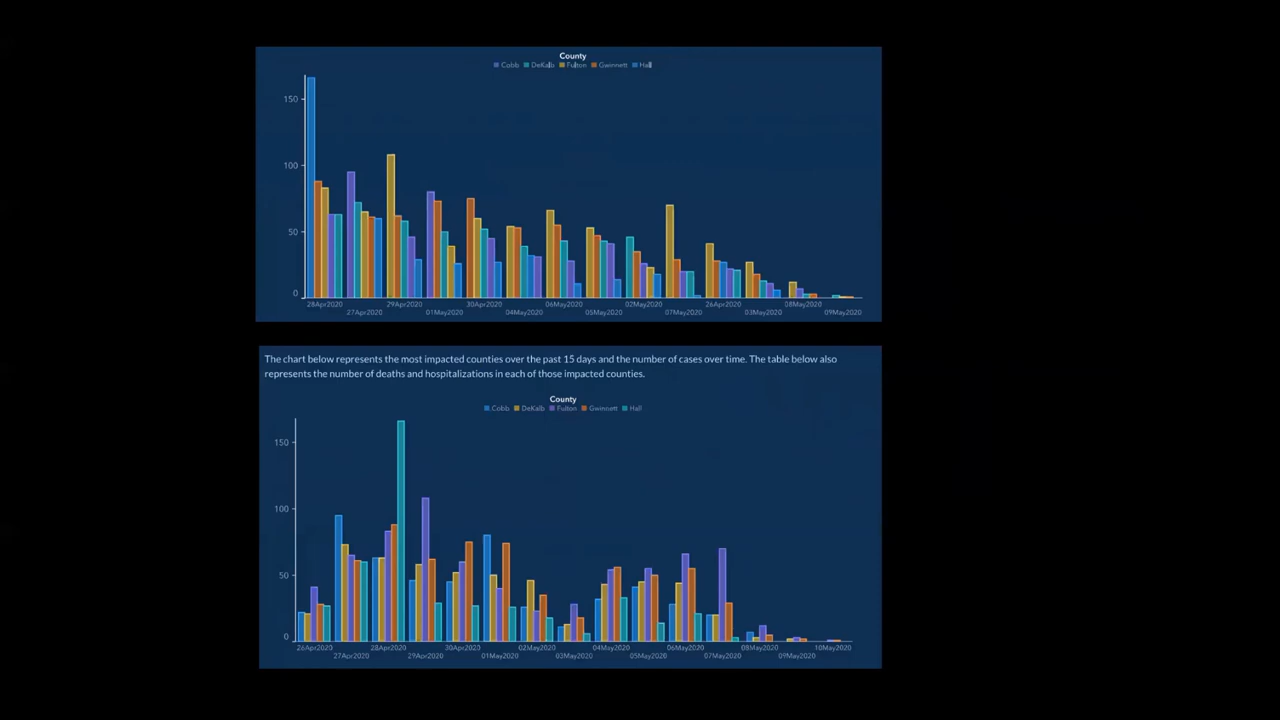 County
Cobb DeKalb Fulton Gwinnett Hall
150
100
50
0
28Apr2020 29Apr2020 30Apr2020 06May2020 02May2020 26Apr2020 08May2020
27Apr2020 01May2020 04May2020 05May2020 07May2020 03May2020 09May2020
The chart below represents the most impacted counties over the past 15 days and the number of cases over time. The table below also
represents the number of deaths and hospitalizations in each of those impacted counties.
County
Cobb DeKalb Fulton Gwinnett Hall
150
100
50
0
26Apr2020 28Apr2020 30Apr2020 02May2020 04May2020 06May2020 08May2020 10May2020
27Apr2020 29Apr2020 01May2020 03May2020 05May2020 07May2020 09May2020